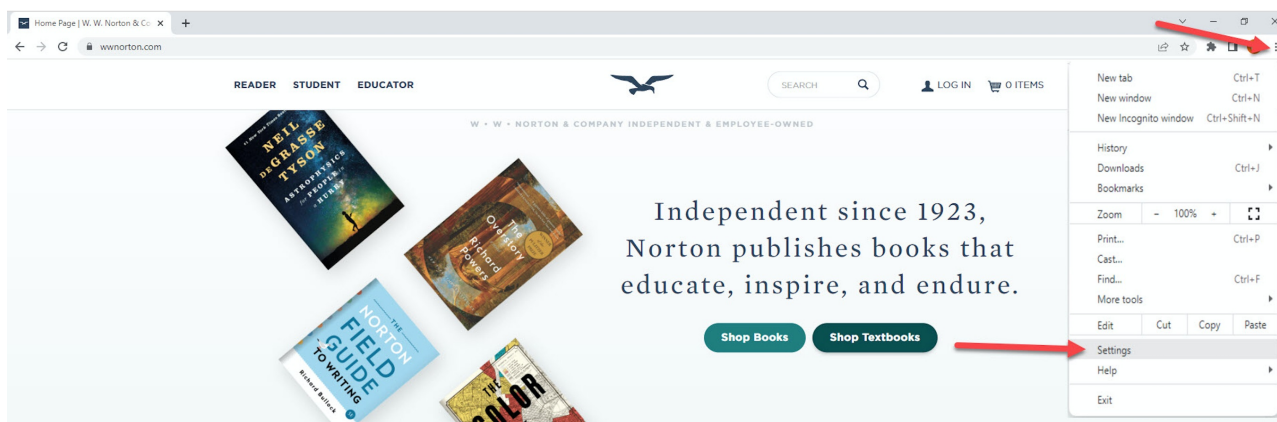 Home Page | W. W. Norton & Co
wwnorton.com
READER STUDENT EDUCATOR
SEARCH
LOG IN
0 ITEMS
W • W • NORTON & COMPANY INDEPENDENT & EMPLOYEE-OWNED
NEIL
DEGRASSE
TYSON
ASTROPHYSICS
for PEOPLE in
a HURRY
The
Overstory
Richard
Powers
Independent since 1923,
Norton publishes books that
educate, inspire, and endure.
Shop Books
Shop Textbooks
THE
NORTON
FIELD
GUIDE
TO WRITING
Richard Bullock
THE
COLOR
New tab Ctrl+T
New window Ctrl+N
New Incognito window Ctrl+Shift+N
History
Downloads Ctrl+J
Bookmarks
Zoom - 100% +
Print... Ctrl+P
Cast...
Find... Ctrl+F
More tools
Edit Cut Copy Paste
Settings
Help
Exit